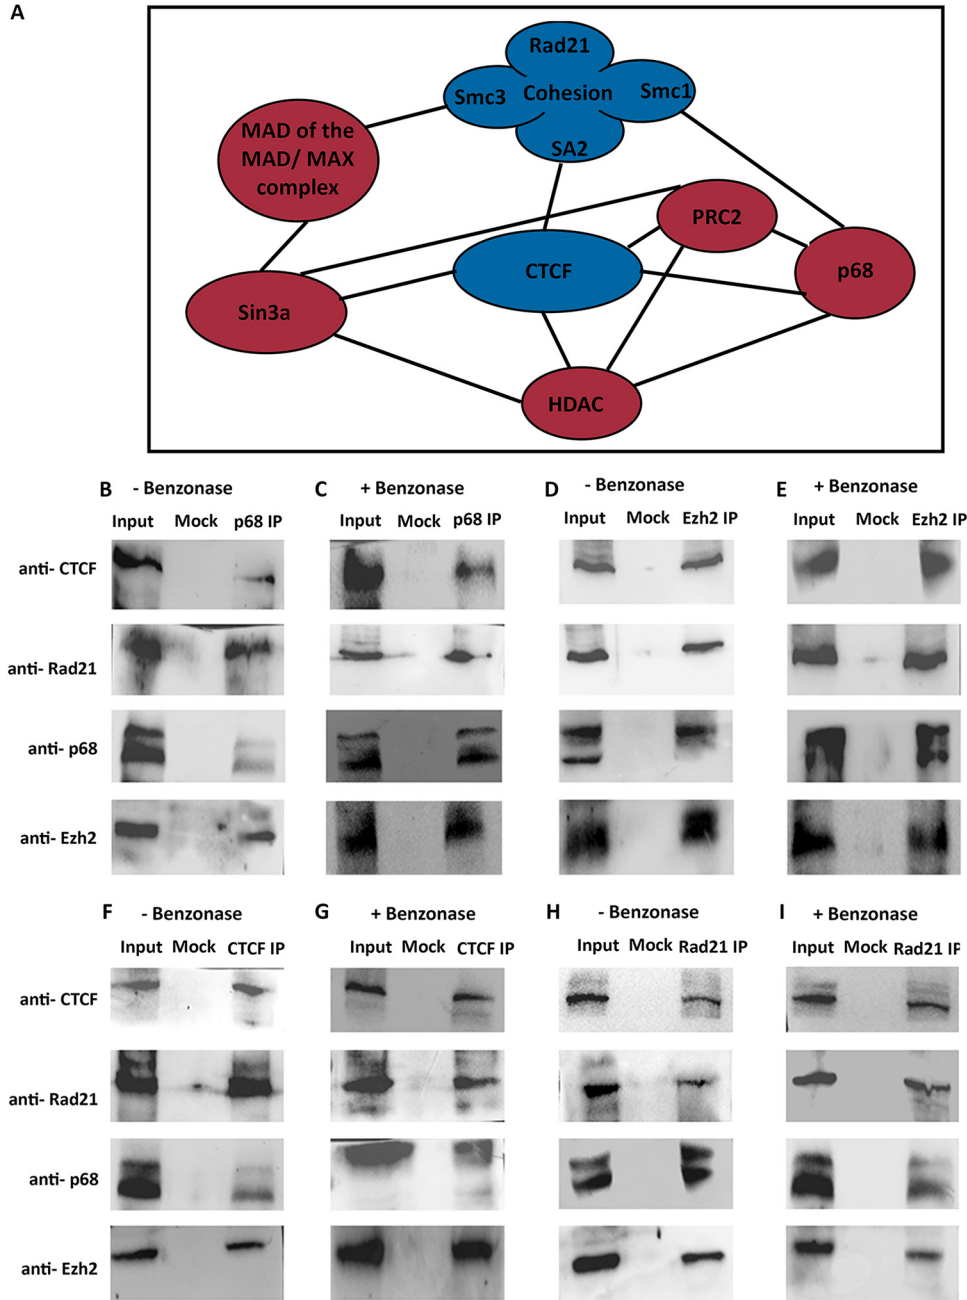 A
Rad21
Smc3 Cohesion Smc1
SA2
MAD of the
MAD/ MAX
complex
PRC2
CTCF
p68
Sin3a
HDAC
B - Benzonase
Input Mock p68 IP
C + Benzonase
Input Mock p68 IP
D - Benzonase
Input Mock Ezh2 IP
E + Benzonase
Input Mock Ezh2 IP
anti- CTCF
anti- Rad21
anti- p68
anti- Ezh2
F - Benzonase
Input Mock CTCF IP
G + Benzonase
Input Mock CTCF IP
H - Benzonase
Input Mock Rad21 IP
I + Benzonase
Input Mock Rad21 IP
anti- CTCF
anti- Rad21
anti- p68
anti- Ezh2